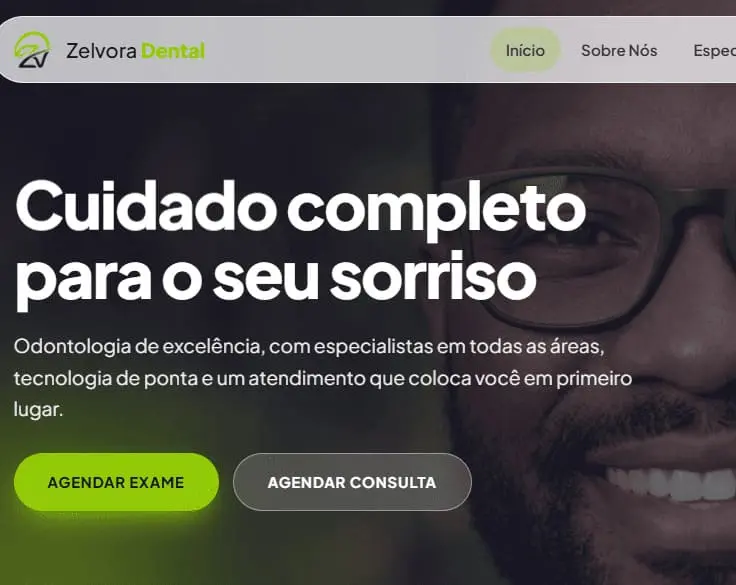 Zelvora Dental
Início
Sobre Nós
Espec
Cuidado completo
para o seu sorriso
Odontologia de excelência, com especialistas em todas as áreas,
tecnologia de ponta e um atendimento que coloca você em primeiro
lugar.
AGENDAR EXAME
AGENDAR CONSULTA